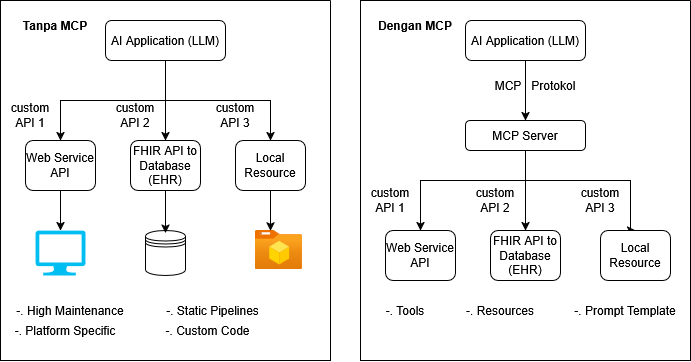 Tanpa MCP
AI Application (LLM)
custom
API 1
custom
API 2
custom
API 3
Web Service
API
FHIR API to
Database
(EHR)
Local
Resource
-. High Maintenance
-. Static Pipelines
-. Platform Specific
-. Custom Code
Dengan MCP
AI Application (LLM)
MCP Protokol
MCP Server
custom
API 1
custom
API 2
custom
API 3
Web Service
API
FHIR API to
Database
(EHR)
Local
Resource
-. Tools
-. Resources
-. Prompt Template